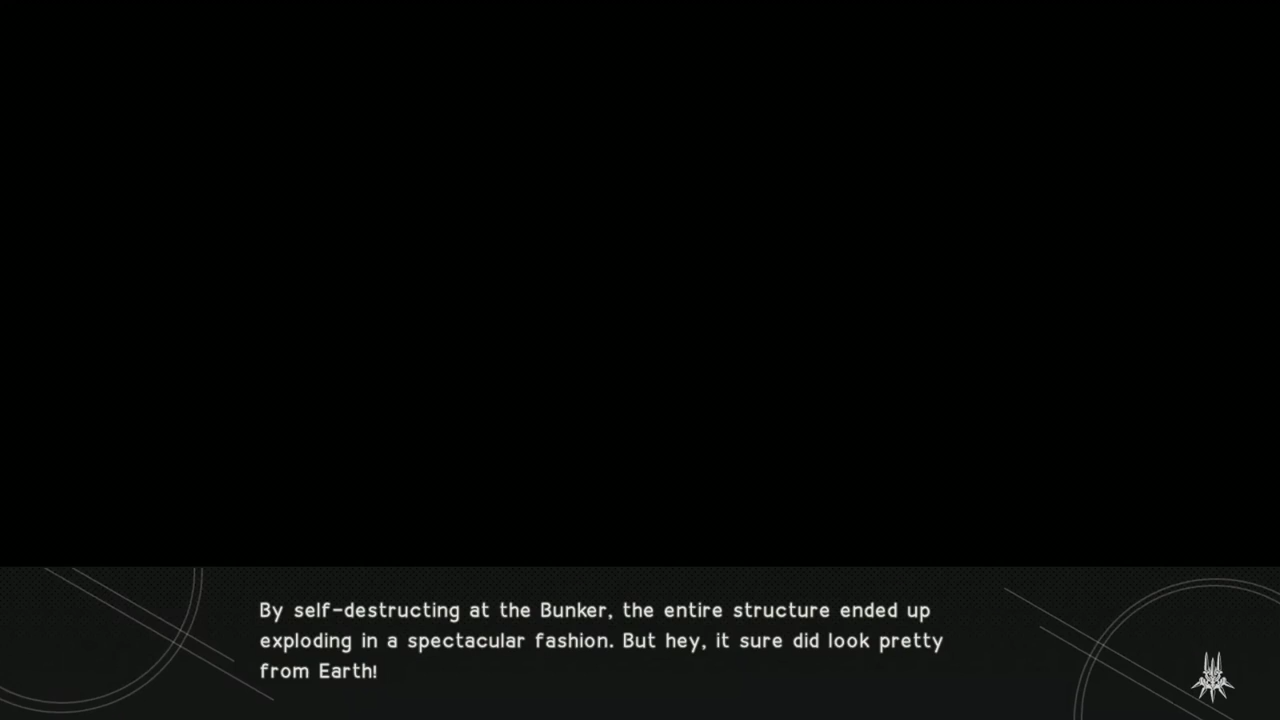 By self-destructing at the Bunker, the entire structure ended up
exploding in a spectacular fashion. But hey, it sure did look pretty
from Earth!